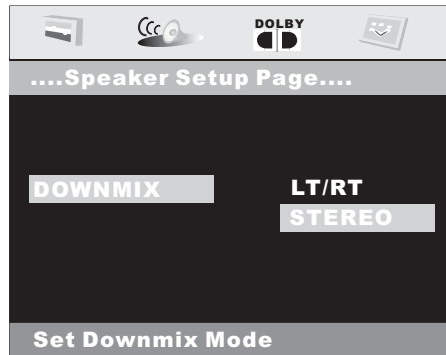 DOLBY
....Speaker Setup Page....
DOWNMIX
LT/RT
STEREO
Set Downmix Mode